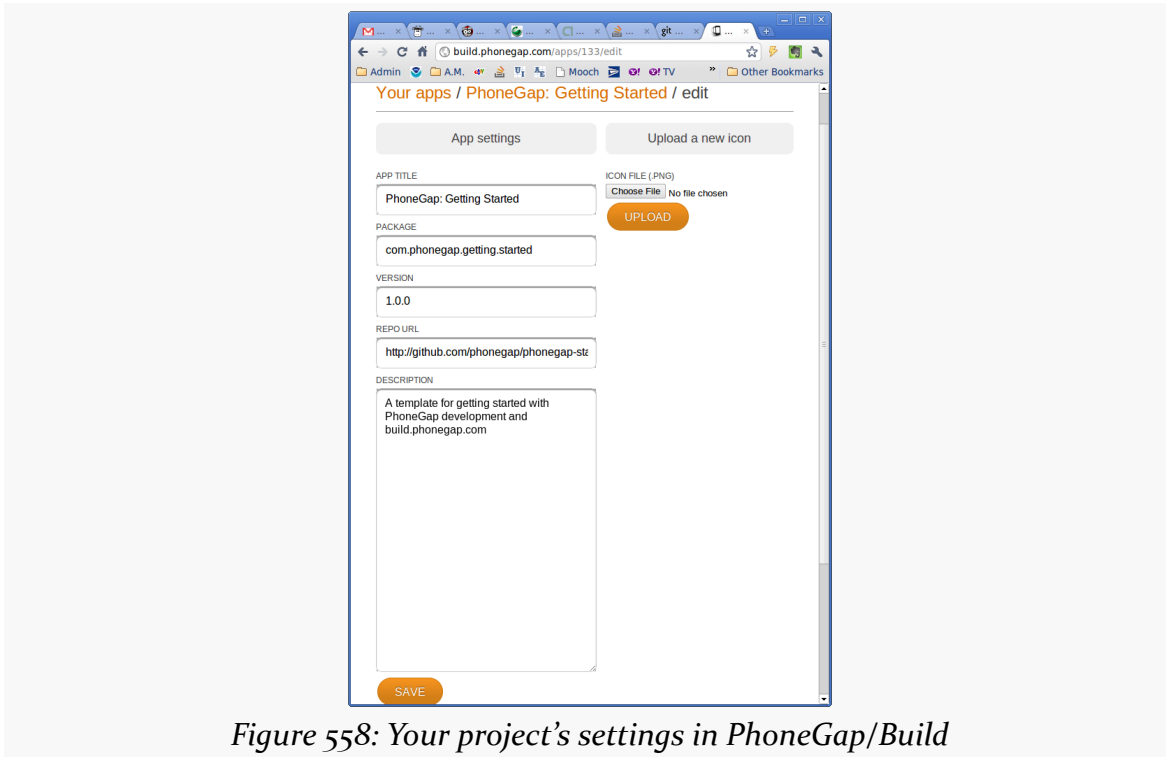 M ...
...
...
...
...
...
git ...
...
build.phonegap.com/apps/133/edit
Admin A.M. Mooch TV » Other Bookmarks
Your apps / PhoneGap: Getting Started / edit
App settings
Upload a new icon
APP TITLE
PhoneGap: Getting Started
PACKAGE
com.phonegap.getting.started
VERSION
1.0.0
REPO URL
http://github.com/phonegap/phonegap-sta
DESCRIPTION
A template for getting started with
PhoneGap development and
build.phonegap.com
SAVE
ICON FILE (.PNG)
Choose File No file chosen
UPLOAD
Figure 558: Your project's settings in PhoneGap/Build